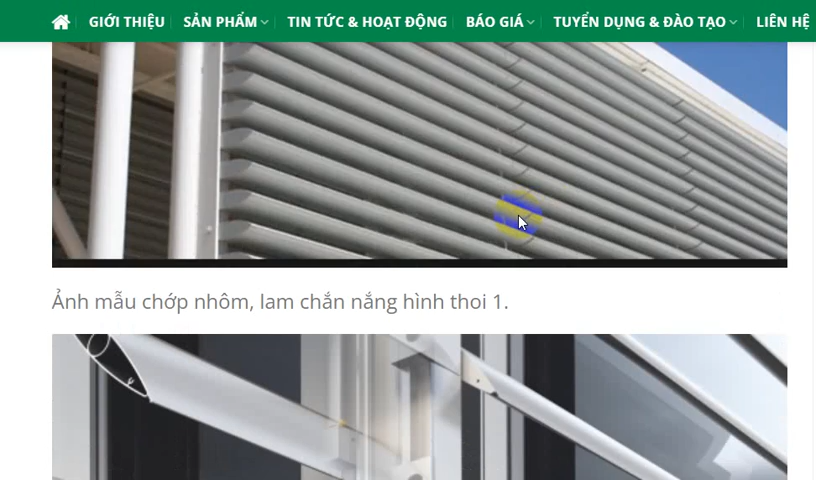 GIỚI THIỆU SẢN PHẨM TIN TỨC & HOẠT ĐỘNG BÁO GIÁ TUYỂN DỤNG & ĐÀO TẠO LIÊN HỆ
Ảnh mẫu chớp nhôm, lam chắn nắng hình thoi 1.